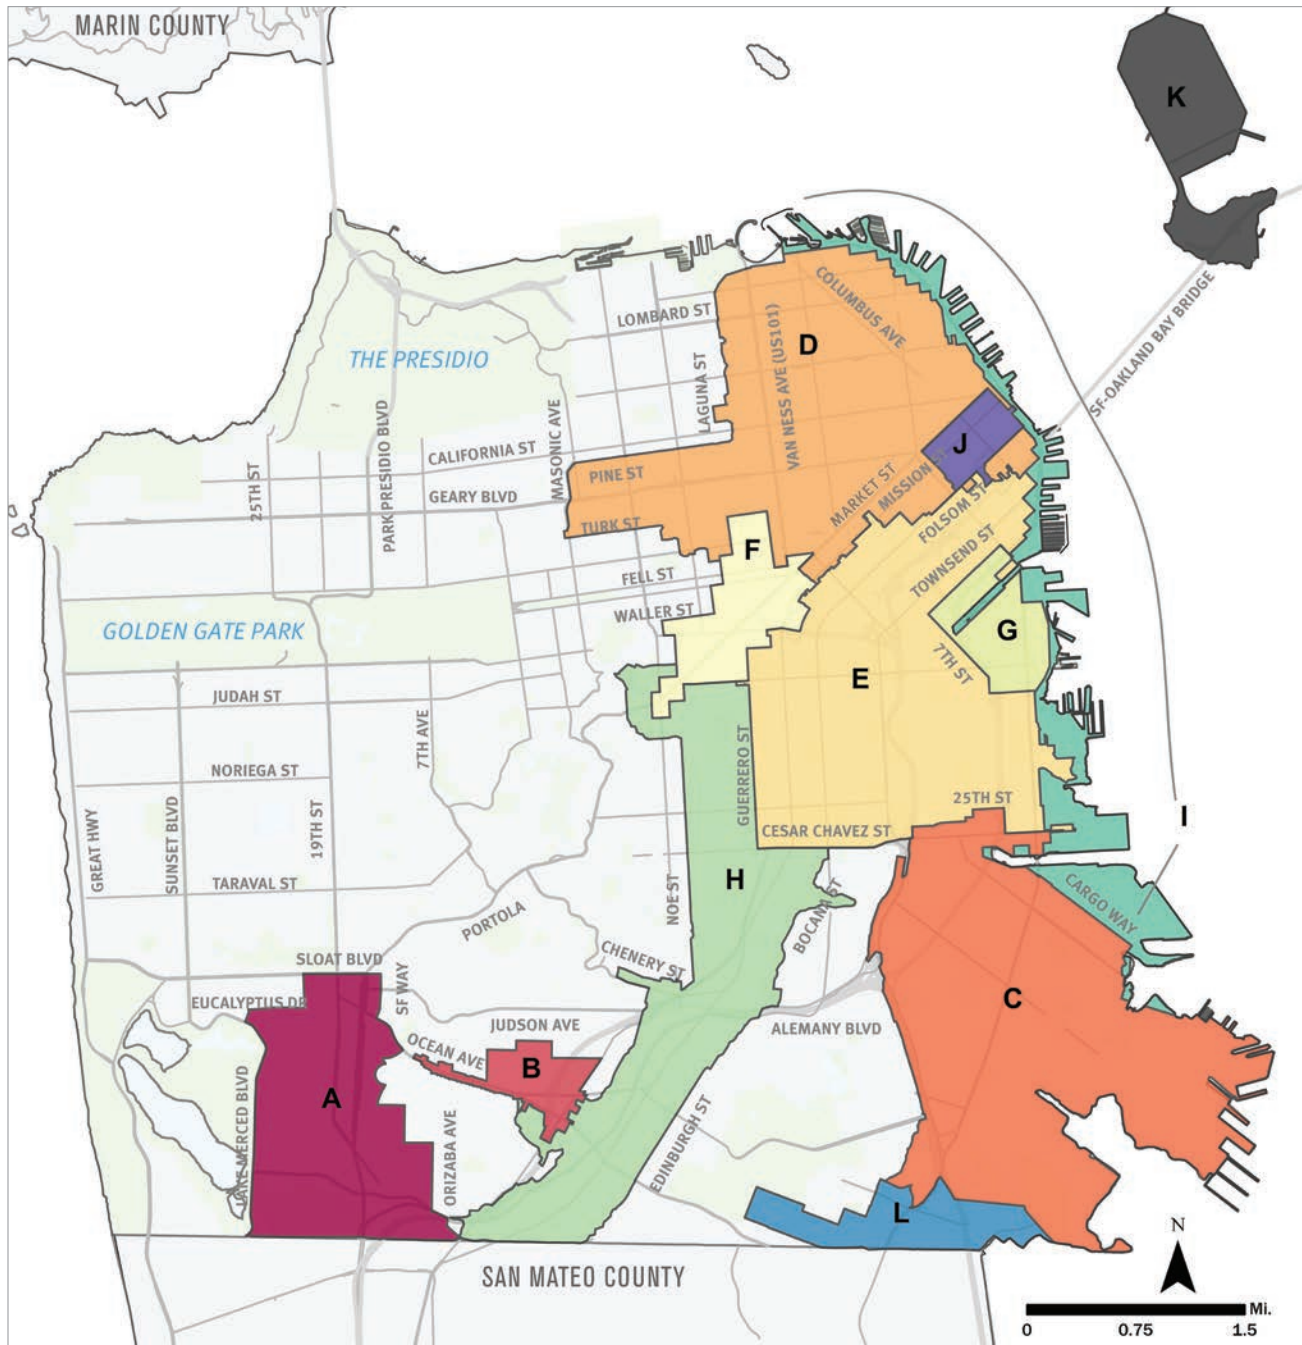 MARIN COUNTY
K
COLUMBUS AVE
LOMBARD ST
D
THE PRESIDIO
LAGUNA ST
VAN NESS AVE (US101)
SF-OAKLAND BAY BRIDGE
MASONIC AVE
CALIFORNIA ST
PARK PRESIDIO BLVD
25TH ST
PINE ST
GEARY BLVD
J
MARKET ST
MISSION ST
FOLSOM ST
TURK ST
F
TOWNSEND ST
FELL ST
WALLER ST
GOLDEN GATE PARK
G
7TH ST
E
JUDAH ST
7TH AVE
GUERRERO ST
NORIEGA ST
25TH ST
I
SUNSET BLVD
GREAT HWY
19TH ST
CESAR CHAVEZ ST
TARAVAL ST
H
NOE ST
CARGO WAY
BOCANA ST
PORTOLA
CHENERY ST
SLOAT BLVD
SF WAY
EUCALYPTUS DR
C
JUDSON AVE
ALEMANY BLVD
OCEAN AVE
B
A
LAKE MERCED BLVD
ORIZABA AVE
EDINBURGH ST
L
N
SAN MATEO COUNTY
Mi.
0 0.75 1.5